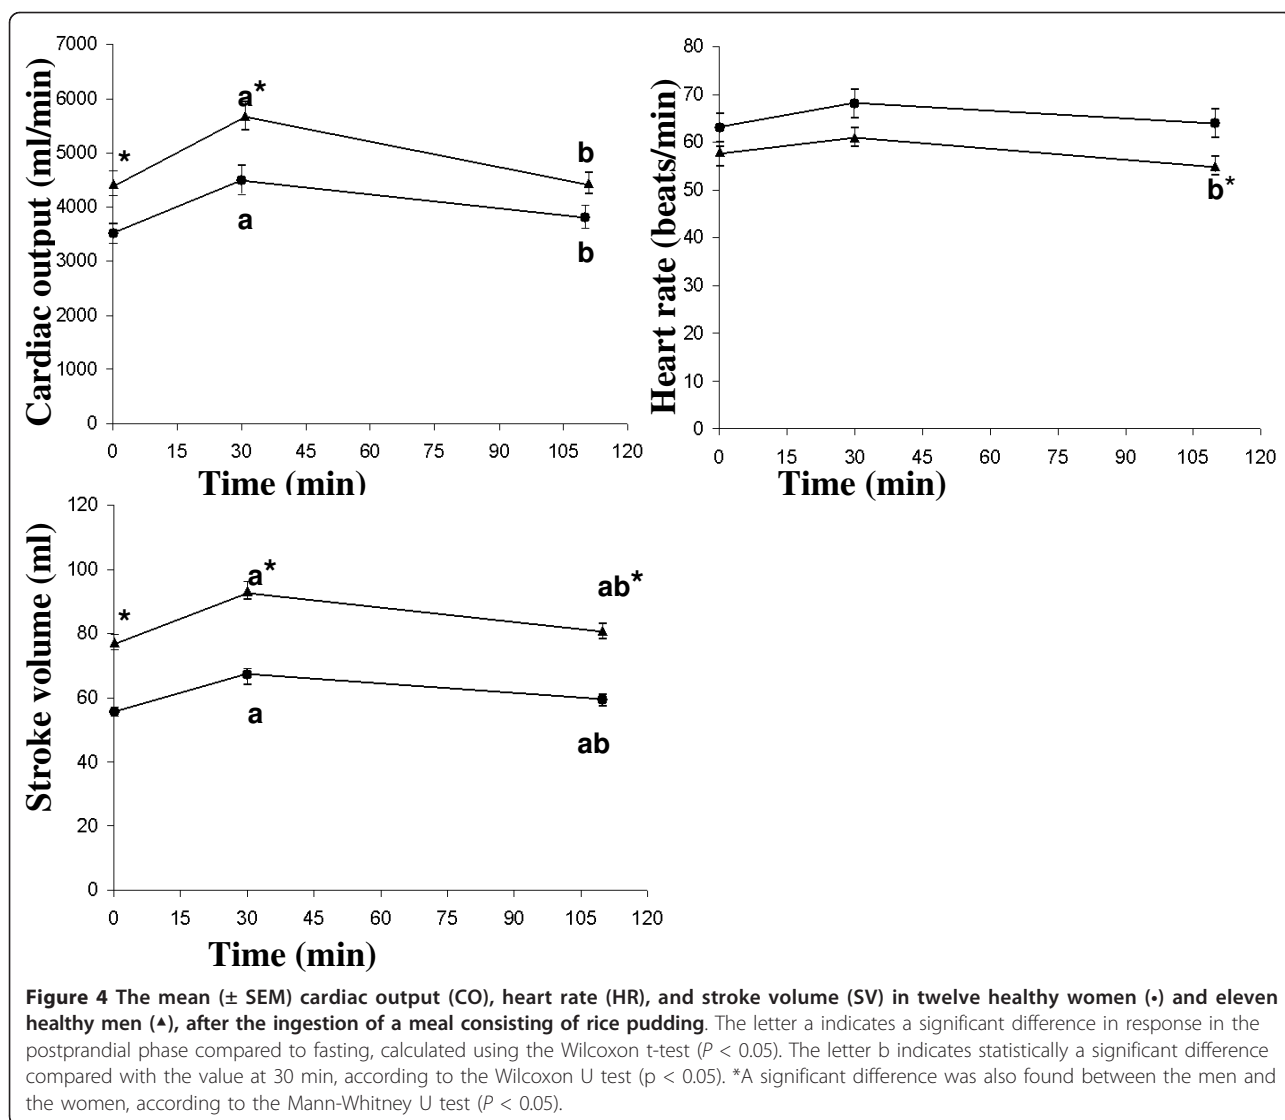 7000
6000
5000
4000
3000
2000
1000
0
0 15 30 45 60 75 90 105 120
Cardiac output (ml/min)
Time (min)
*
a*
b
a
b
80
70
60
50
40
30
20
10
0
0 15 30 45 60 75 90 105 120
Heart rate (beats/min)
Time (min)
b*
120
100
80
60
40
20
0
0 15 30 45 60 75 90 105 120
Stroke volume (ml)
Time (min)
*
a*
ab*
a
ab
Figure 4 The mean (± SEM) cardiac output (CO), heart rate (HR), and stroke volume (SV) in twelve healthy women (•) and eleven
healthy men (▲), after the ingestion of a meal consisting of rice pudding. The letter a indicates a significant difference in response in the
postprandial phase compared to fasting, calculated using the Wilcoxon t-test (P < 0.05). The letter b indicates statistically a significant difference
compared with the value at 30 min, according to the Wilcoxon U test (p < 0.05). *A significant difference was also found between the men and
the women, according to the Mann-Whitney U test (P < 0.05).